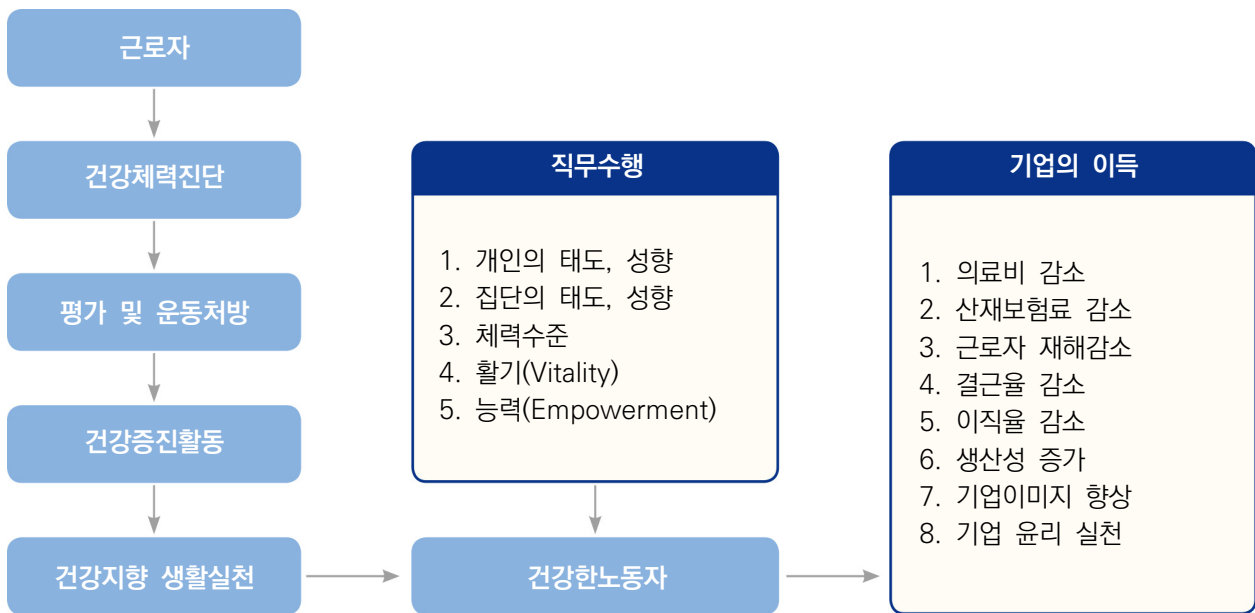 근로자
건강체력진단
평가 및 운동처방
건강증진활동
건강지향 생활실천
직무수행
1. 개인의 태도, 성향
2. 집단의 태도, 성향
3. 체력수준
4. 활기(Vitality)
5. 능력(Empowerment)
건강한노동자
기업의 이득
1. 의료비 감소
2. 산재보험료 감소
3. 근로자 재해감소
4. 결근율 감소
5. 이직율 감소
6. 생산성 증가
7. 기업이미지 향상
8. 기업 윤리 실천